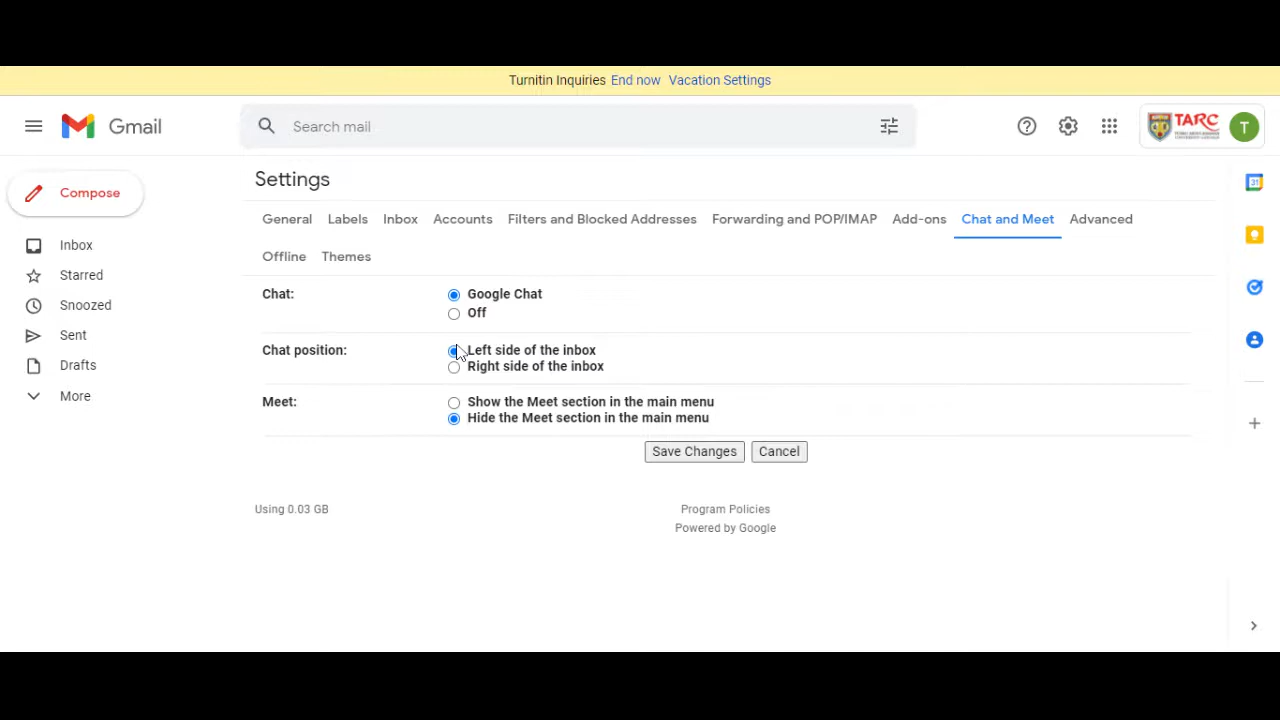 Turnitin Inquiries End now Vacation Settings
Gmail
Search mail
TARC
T
Compose
Inbox
Starred
Snoozed
Sent
Drafts
More
Settings
General Labels Inbox Accounts Filters and Blocked Addresses Forwarding and POP/IMAP Add-ons Chat and Meet Advanced
Offline Themes
Chat: Google Chat
Off
Chat position: Left side of the inbox
Right side of the inbox
Meet: Show the Meet section in the main menu
Hide the Meet section in the main menu
Save Changes Cancel
Using 0.03 GB
Program Policies
Powered by Google
31